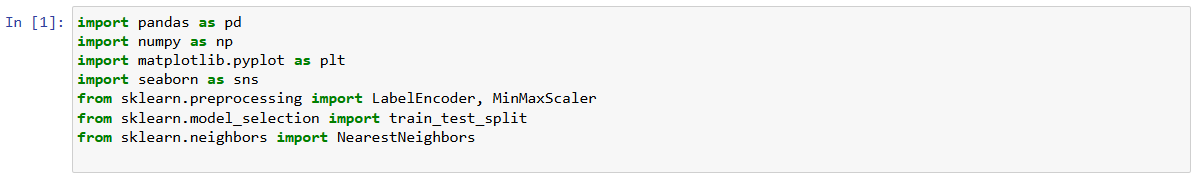 In [1]: import pandas as pd
import numpy as np
import matplotlib.pyplot as plt
import seaborn as sns
from sklearn.preprocessing import LabelEncoder, MinMaxScaler
from sklearn.model_selection import train_test_split
from sklearn.neighbors import NearestNeighbors